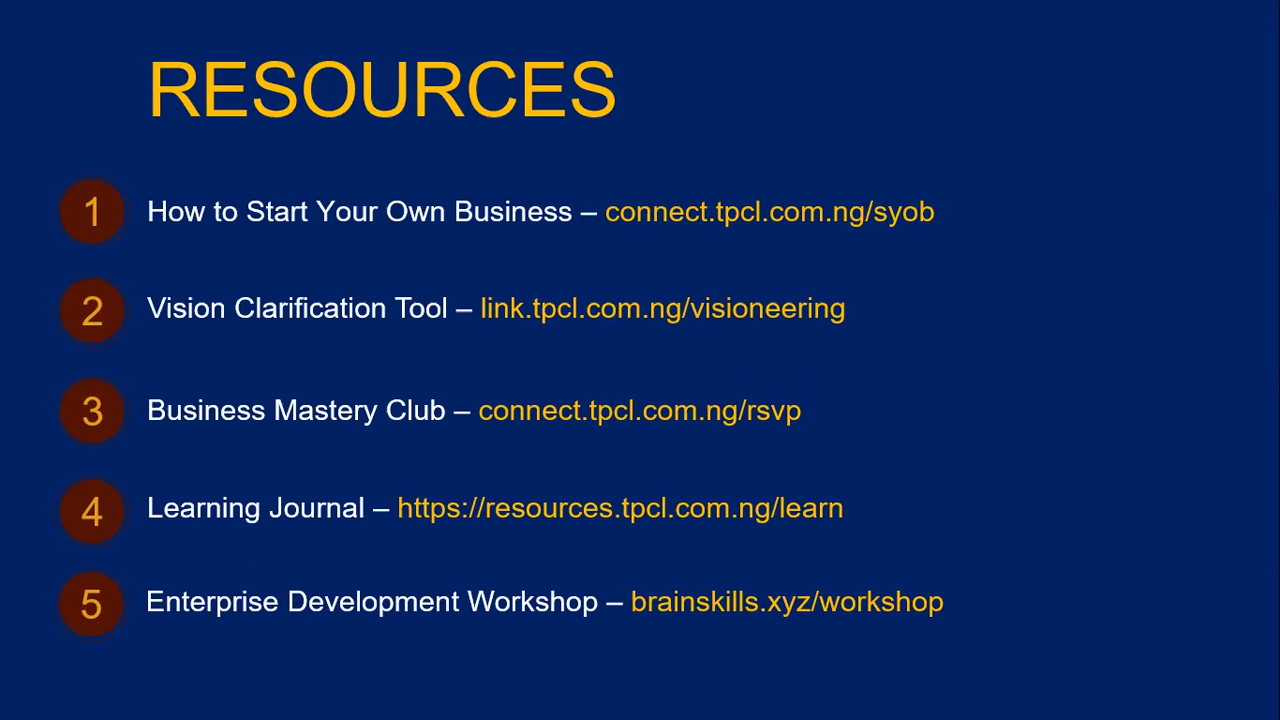 RESOURCES
1 How to Start Your Own Business – connect.tpcl.com.ng/syob
2 Vision Clarification Tool – link.tpcl.com.ng/visioneering
3 Business Mastery Club – connect.tpcl.com.ng/rsvp
4 Learning Journal – https://resources.tpcl.com.ng/learn
5 Enterprise Development Workshop – brainskills.xyz/workshop